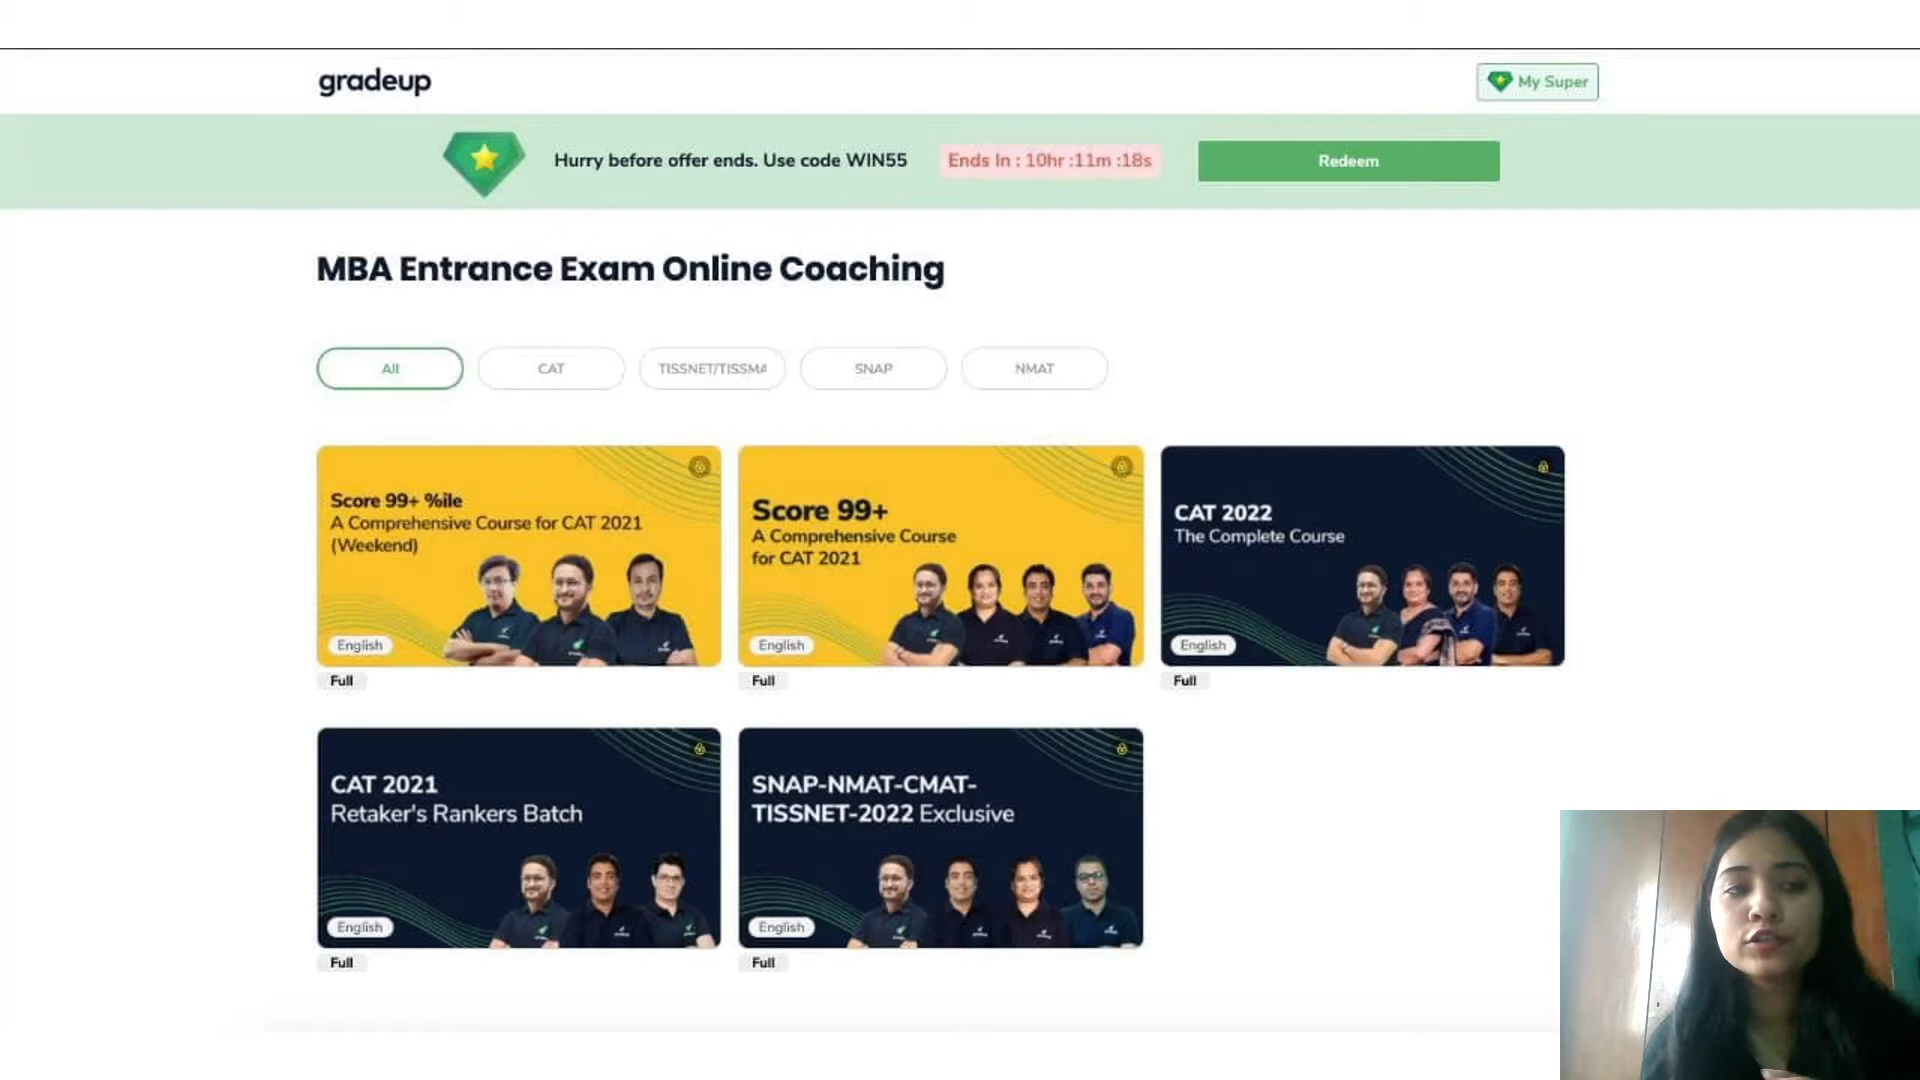 gradeup
My Super
Hurry before offer ends. Use code WIN55
Ends In : 10hr :11m :18s
Redeem
MBA Entrance Exam Online Coaching
All
CAT
TISSNET/TISSMA
SNAP
NMAT
Score 99+ %ile
A Comprehensive Course for CAT 2021
(Weekend)
English
Full
Score 99+
A Comprehensive Course
for CAT 2021
English
Full
CAT 2022
The Complete Course
English
Full
CAT 2021
Retaker's Rankers Batch
English
Full
SNAP-NMAT-CMAT-
TISSNET-2022 Exclusive
English
Full